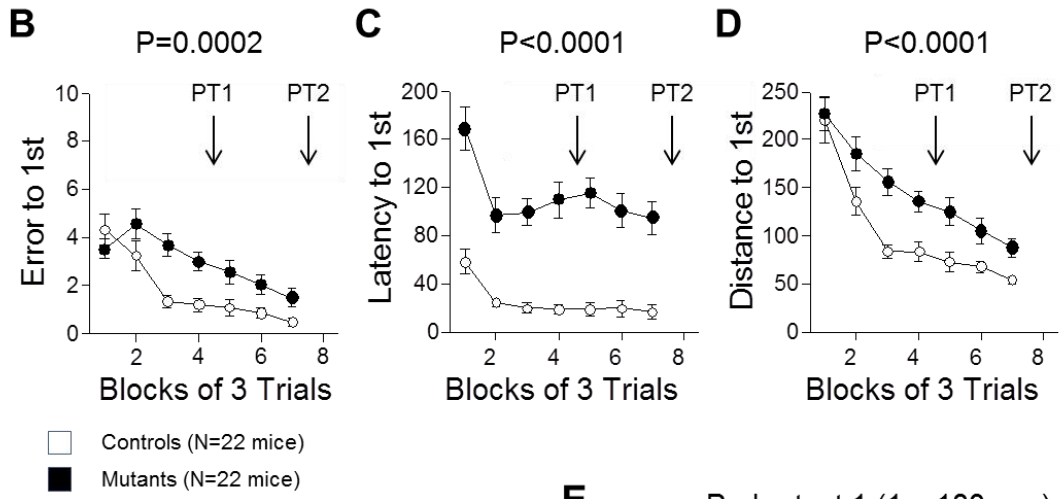 B
P=0.0002
Error to 1st
10
8
6
4
2
0
PT1
PT2
2
4
6
8
Blocks of 3 Trials
C
P<0.0001
Latency to 1st
200
160
120
80
40
0
PT1
PT2
2
4
6
8
Blocks of 3 Trials
D
P<0.0001
Distance to 1st
250
200
150
100
50
0
PT1
PT2
2
4
6
8
Blocks of 3 Trials
Controls (N=22 mice)
Mutants (N=22 mice)